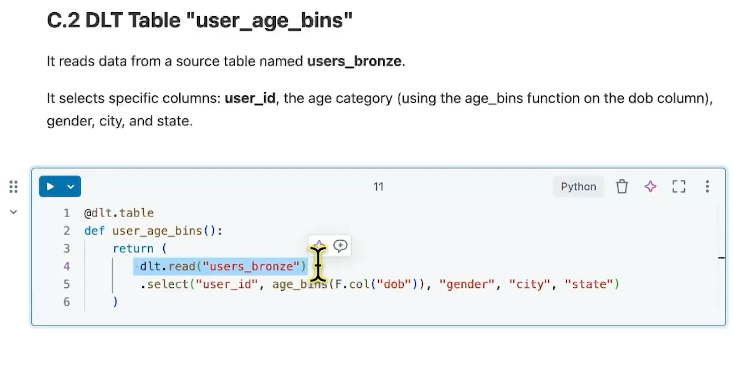 C.2 DLT Table "user_age_bins"
It reads data from a source table named users_bronze.
It selects specific columns: user_id, the age category (using the age_bins function on the dob column),
gender, city, and state.
11
Python
1 @dlt.table
2 def user_age_bins():
3 return (
4 dlt.read("users_bronze")
5 .select("user_id", age_bins(F.col("dob")), "gender", "city", "state")
6 )